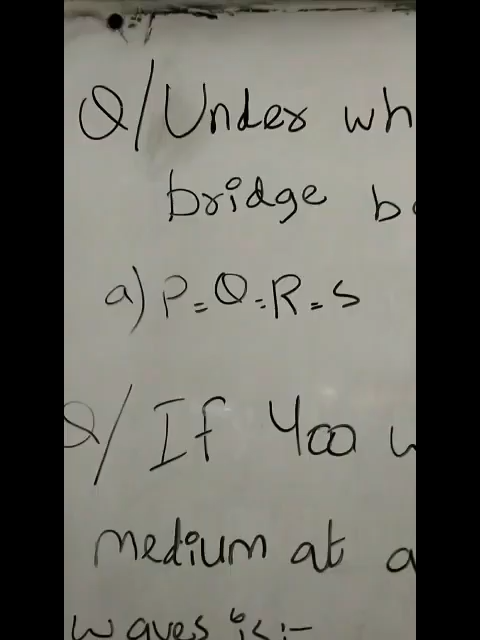 Q/ Under wh
bridge b
a) P=Q=R=S
Q/ If 400 w
medium at a
waves is:-